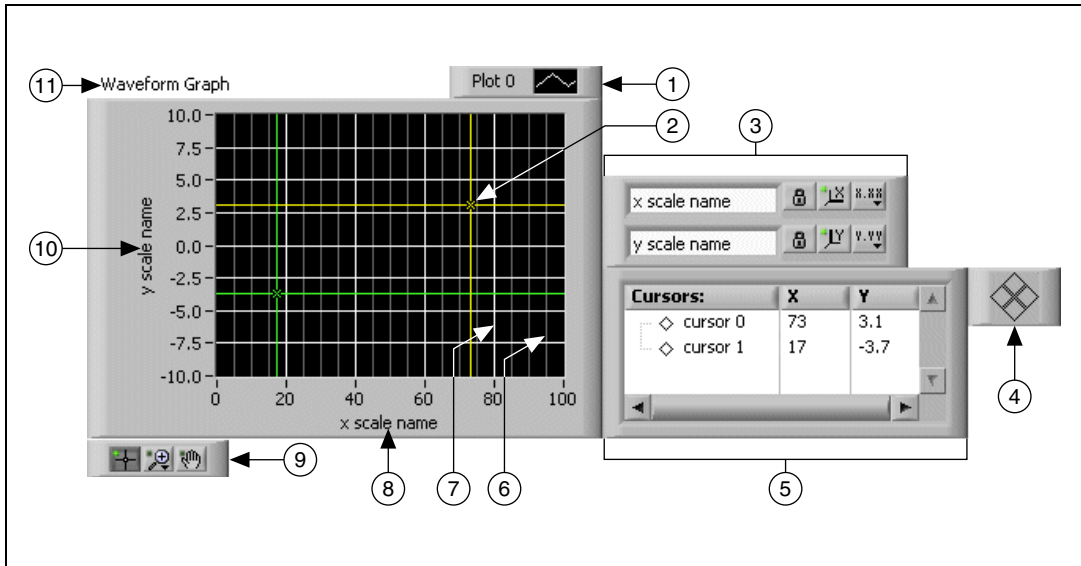 11 Waveform Graph Plot 0 1
2
3
10.0
7.5
5.0
2.5
0.0
-2.5
-5.0
-7.5
-10.0
10 y scale name
0 20 40 60 80 100
x scale name
x scale name X.XX
y scale name Y.YY
Cursors: X Y
cursor 0 73 3.1
cursor 1 17 -3.7
4
9 8 7 6 5